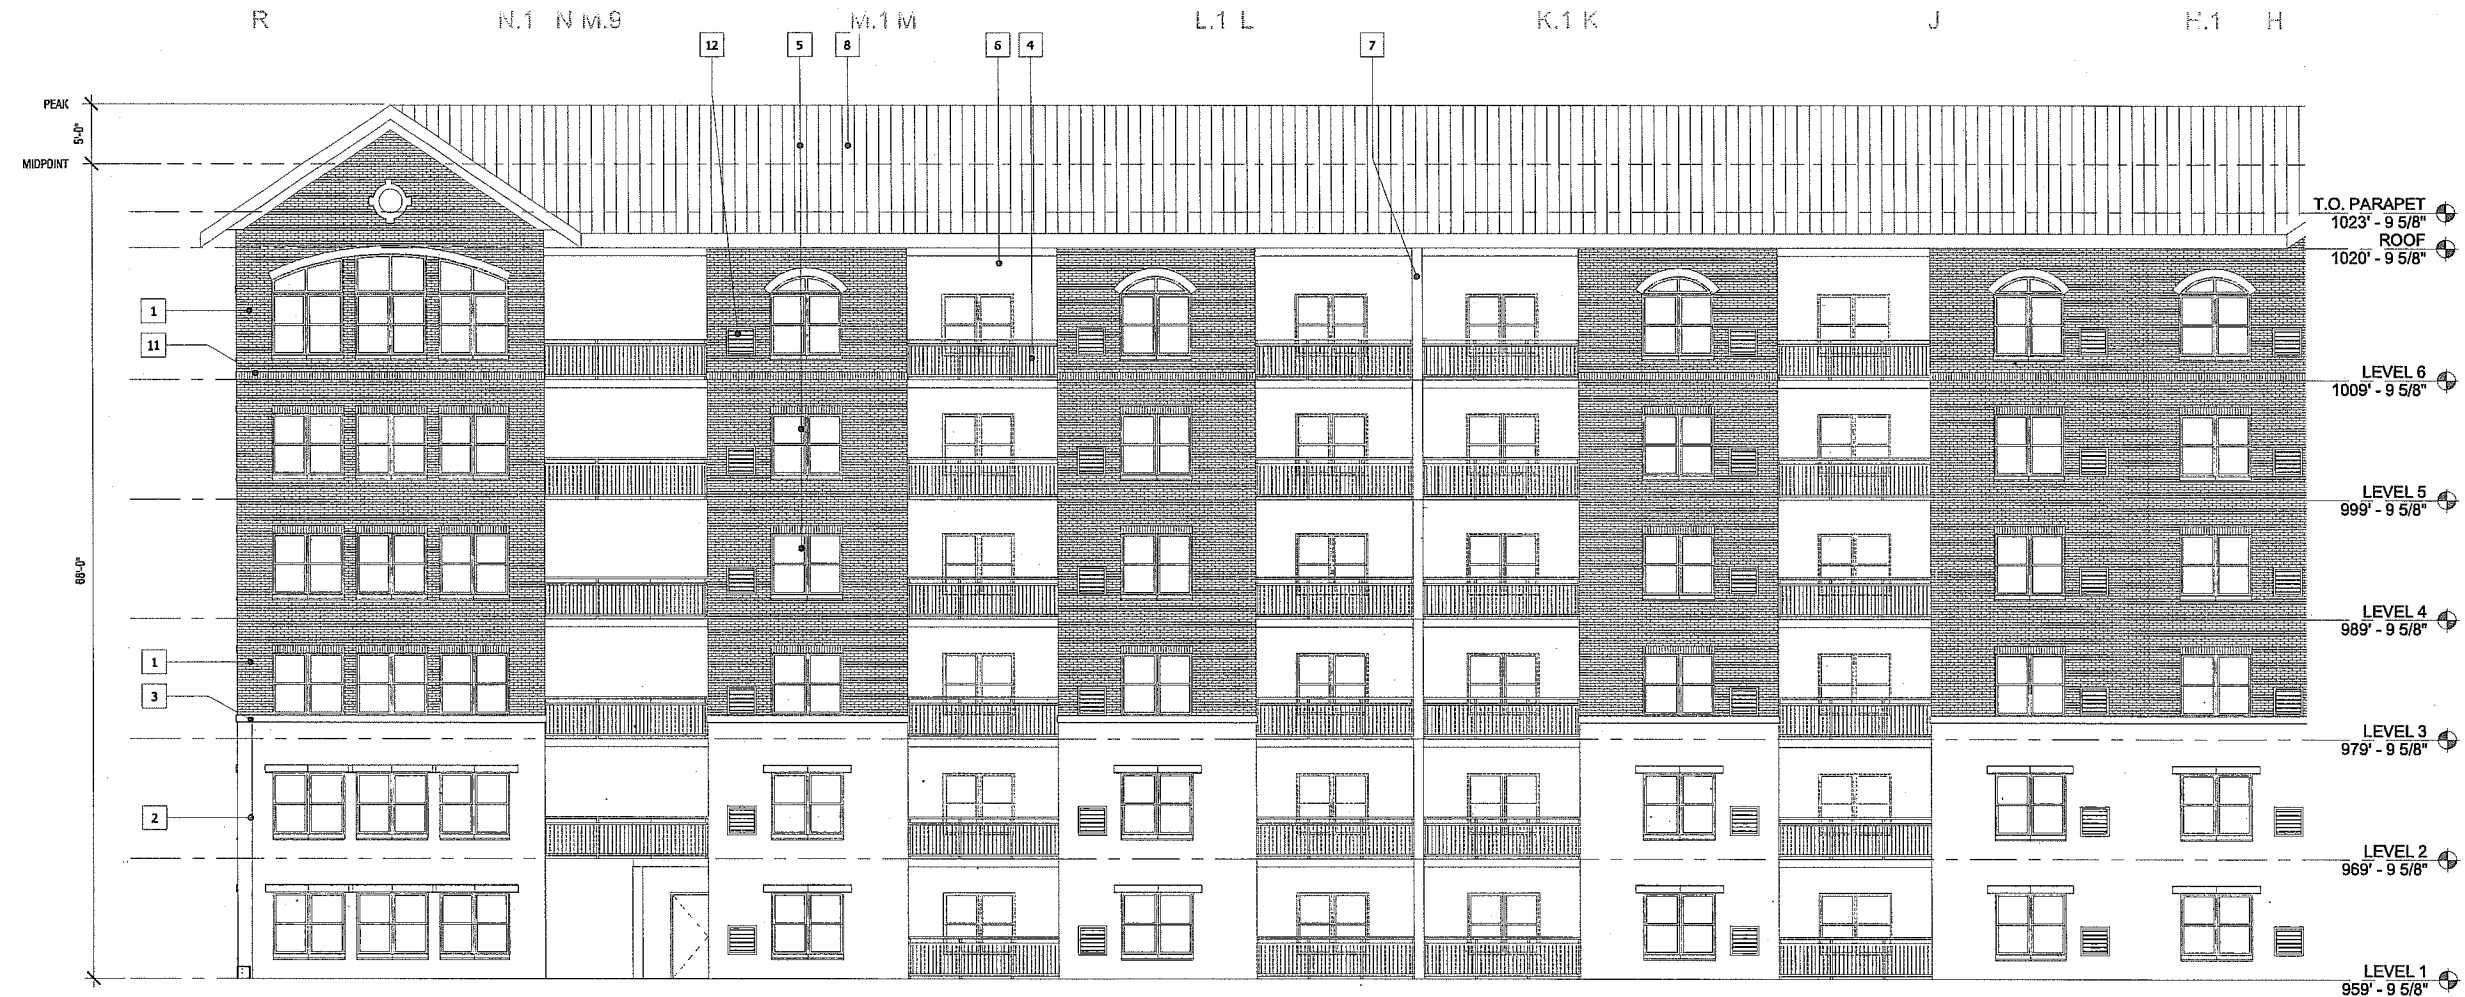 R N.1 N M.9 M.1 M L.1 L K.1 K J H.1 H
12 5 8 6 4 7
PEAK
5'-0"
MIDPOINT
T.O. PARAPET
1023' - 9 5/8"
ROOF
1020' - 9 5/8"
1
11
LEVEL 6
1009' - 9 5/8"
LEVEL 5
999' - 9 5/8"
68'-0"
LEVEL 4
989' - 9 5/8"
1
3
LEVEL 3
979' - 9 5/8"
2
LEVEL 2
969' - 9 5/8"
LEVEL 1
959' - 9 5/8"